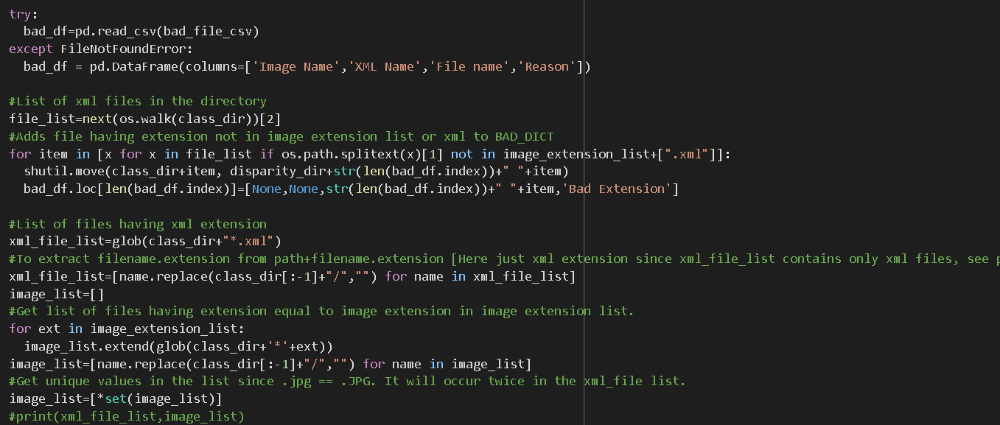 try:
  bad_df=pd.read_csv(bad_file_csv)
except FileNotFoundError:
  bad_df = pd.DataFrame(columns=['Image Name','XML Name','File name','Reason'])
#List of xml files in the directory
file_list=next(os.walk(class_dir))[2]
#Adds file having extension not in image extension list or xml to BAD_DICT
for item in [x for x in file_list if os.path.splitext(x)[1] not in image_extension_list+[".xml"]]:
  shutil.move(class_dir+item, disparity_dir+str(len(bad_df.index))+" "+item)
  bad_df.loc[len(bad_df.index)]=[None,None,str(len(bad_df.index))+" "+item,'Bad Extension']
#List of files having xml extension
xml_file_list=glob(class_dir+"*.xml")
#To extract filename.extension from path+filename.extension [Here just xml extension since xml_file_list contains only xml files, see
xml_file_list=[name.replace(class_dir[:-1]+"/","") for name in xml_file_list]
image_list=[]
#Get list of files having extension equal to image extension in image extension list.
for ext in image_extension_list:
  image_list.extend(glob(class_dir+'*'+ext))
image_list=[name.replace(class_dir[:-1]+"/","") for name in image_list]
#Get unique values in the list since .jpg == .JPG. It will occur twice in the xml_file list.
image_list=[*set(image_list)]
#print(xml_file_list,image_list)